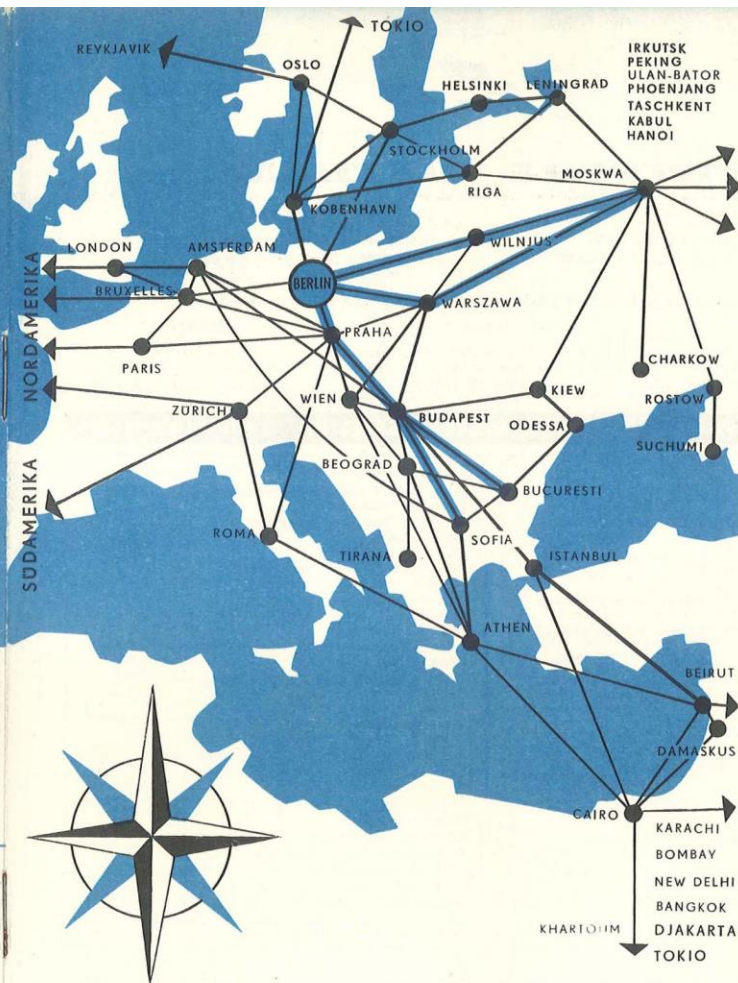 TOKIO
REYKJAVIK
OSLO
HELSINKI
LENINGRAD
IRKUTSK
PEKING
ULAN-BATOR
PHOENJANG
TASCHKENT
KABUL
HANOI
STOCKHOLM
RIGA
MOSKWA
KOBENHAVN
LONDON
AMSTERDAM
WILNJUS
BERLIN
BRUXELLES
WARSZAWA
PRAHA
PARIS
NORDAMERIKA
CHARKOW
ZÜRICH
WIEN
BUDAPEST
KIEW
ROSTOW
ODESSA
SUCHUMI
BEOGRAD
BUCURESTI
SÜDAMERIKA
ROMA
TIRANA
SOFIA
ISTANBUL
ATHEN
BEIRUT
DAMASKUS
CAIRO
KARACHI
BOMBAY
NEW DELHI
BANGKOK
KHARTOUM
DJAKARTA
TOKIO